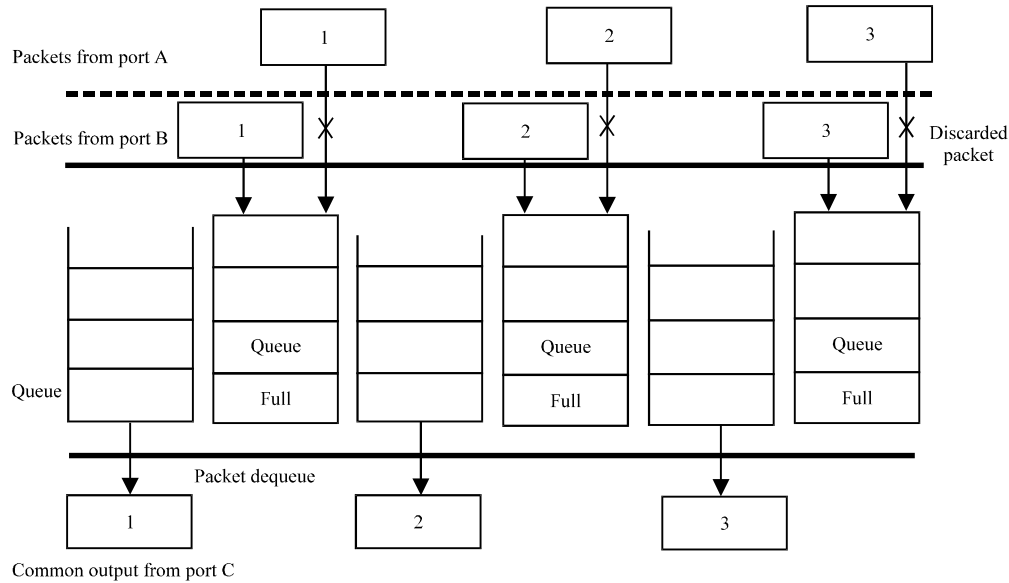 1
2
3
Packets from port A
1
2
3
Packets from port B
Discarded
packet
Queue
Queue
Queue
Queue
Full
Full
Full
Packet dequeue
1
2
3
Common output from port C